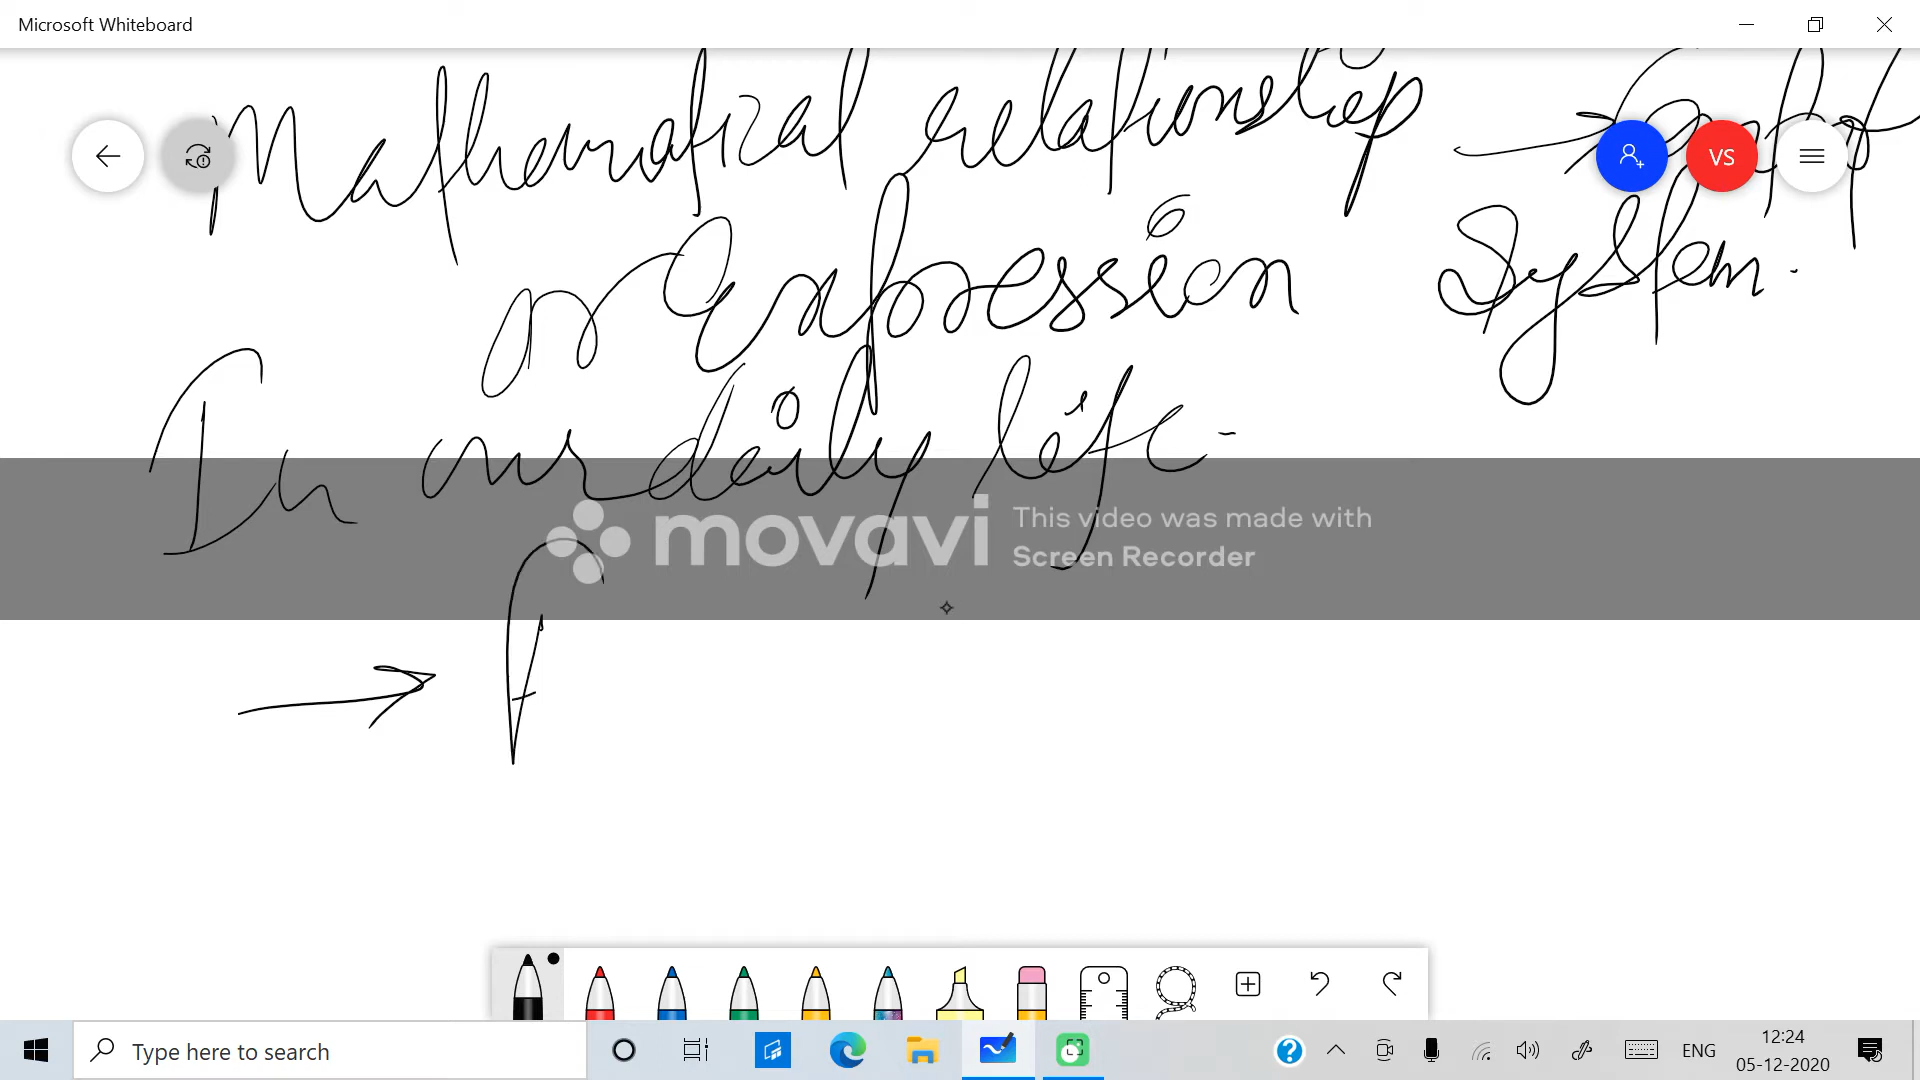 Microsoft Whiteboard
Mathematical relationship →
or expression System.
VS
In our daily life -
→
movavi This video was made with
Screen Recorder
Type here to search
ENG
12:24
05-12-2020